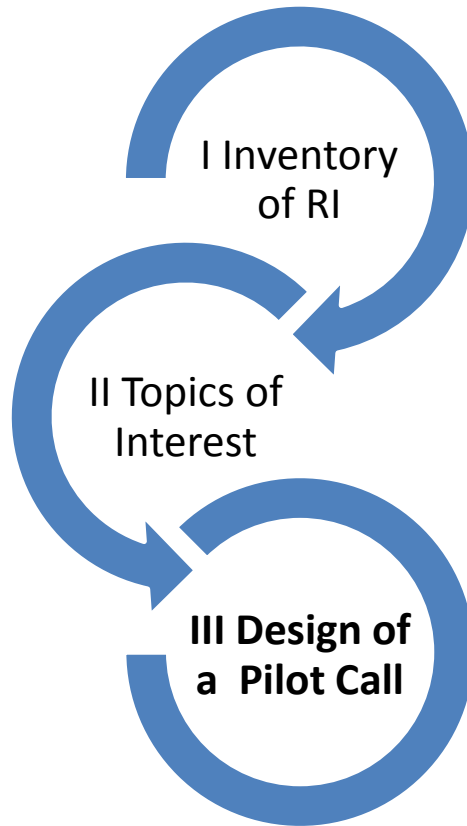 I Inventory
of RI
II Topics of
Interest
III Design of
a Pilot Call